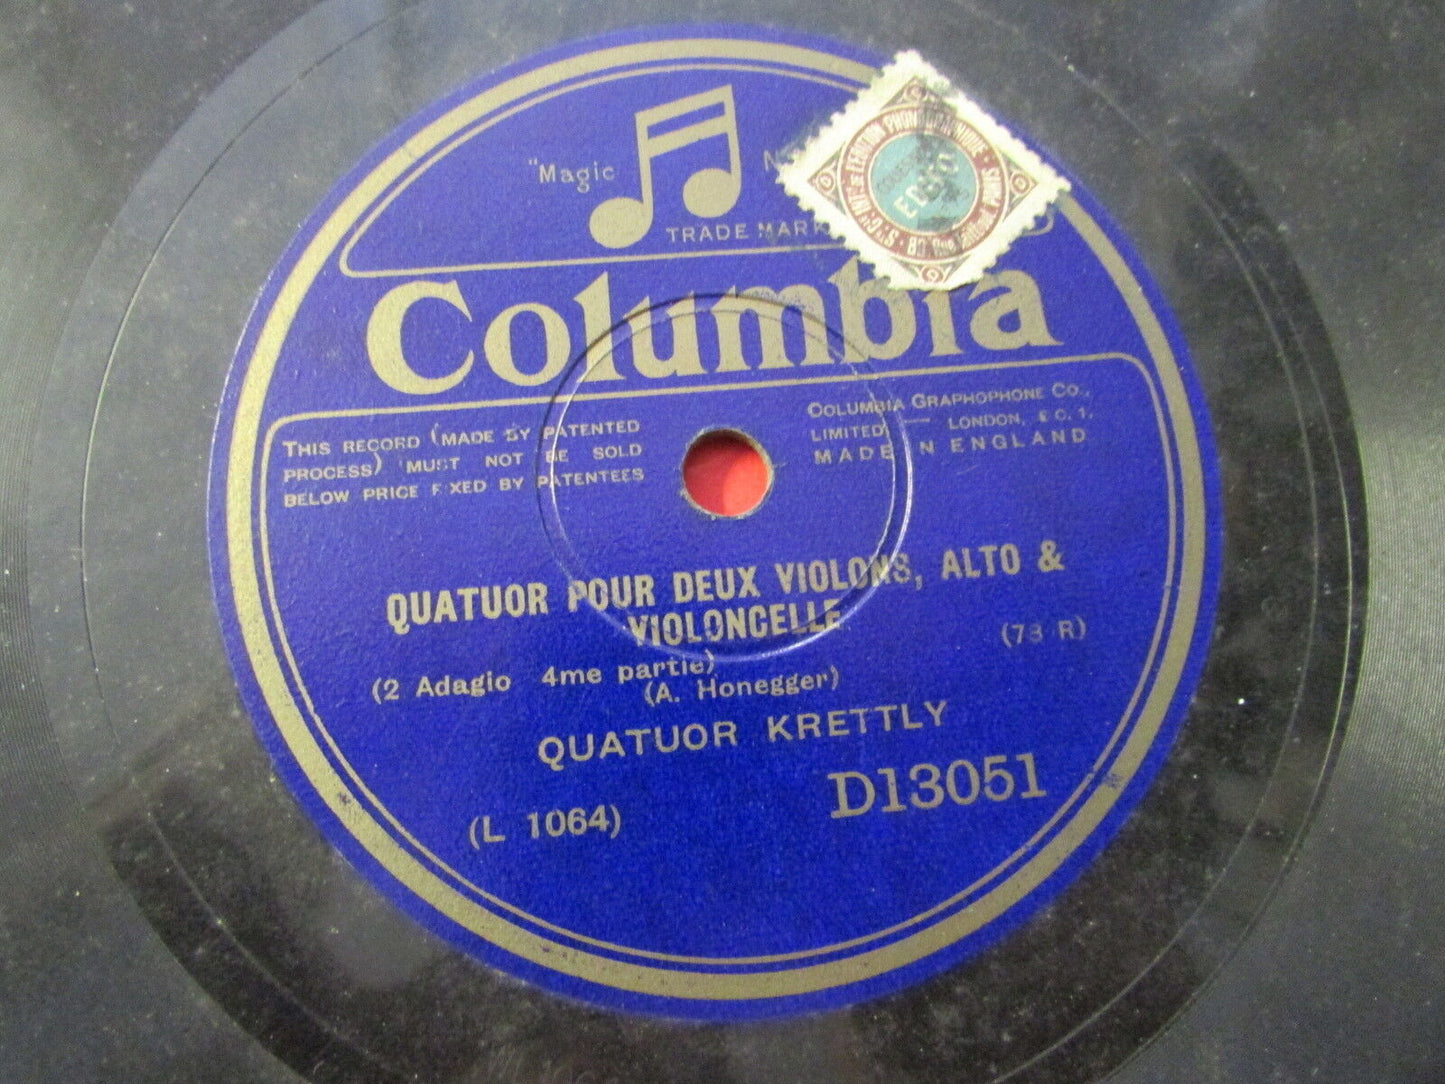 "Magic
TRADE MARK
Columbia
THIS RECORD (MADE BY PATENTED
PROCESS) MUST NOT BE SOLD
BELOW PRICE FIXED BY PATENTEES
COLUMBIA GRAPHOPHONE CO.,
LIMITED, — LONDON, E.C.1.
MADE IN ENGLAND
QUATUOR POUR DEUX VIOLONS, ALTO &
VIOLONCELLE
(78 R)
(2 Adagio 4me partie)
(A. Honegger)
QUATUOR KRETTLY
D13051
(L 1064)
EDIFO
PARIS